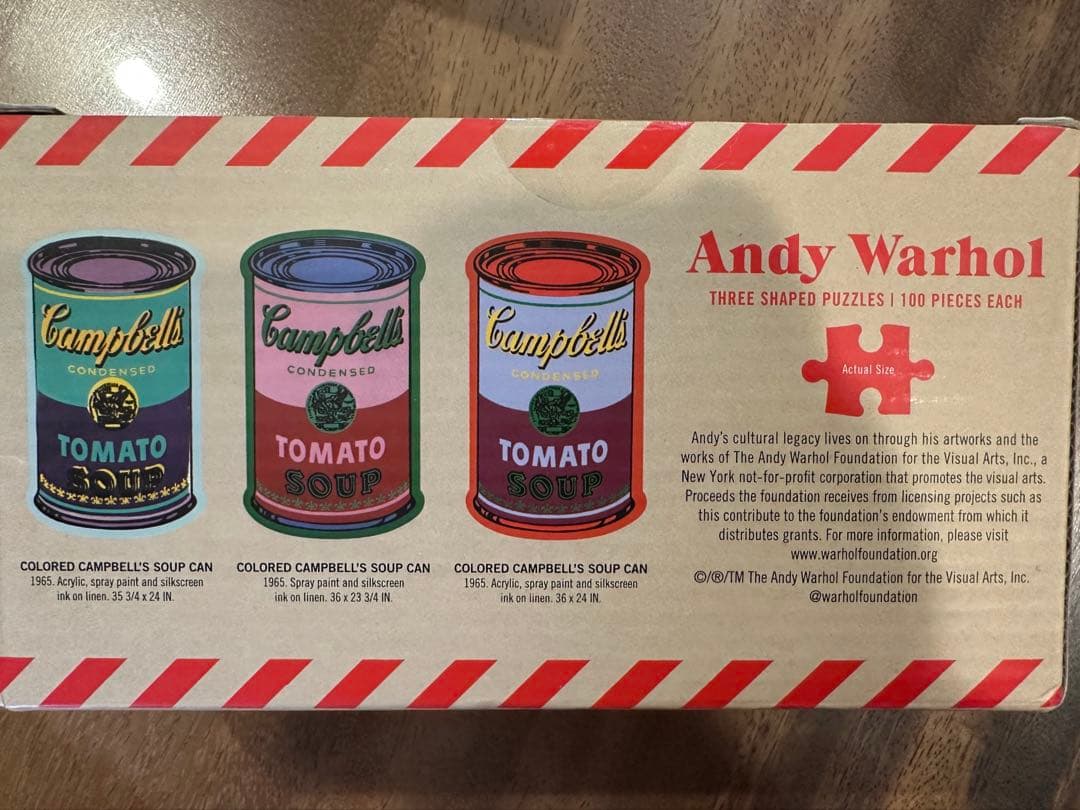 Campbell's
CONDENSED
TOMATO
SOUP
Campbell's
CONDENSED
TOMATO
SOUP
Campbell's
CONDENSED
TOMATO
SOUP
COLORED CAMPBELL'S SOUP CAN
1965. Acrylic, spray paint and silkscreen
ink on linen. 35 3/4 x 24 IN.
COLORED CAMPBELL'S SOUP CAN
1965. Spray paint and silkscreen
ink on linen. 36 x 23 3/4 IN.
COLORED CAMPBELL'S SOUP CAN
1965. Acrylic, spray paint and silkscreen
ink on linen. 36 x 24 IN.
Andy Warhol
THREE SHAPED PUZZLES | 100 PIECES EACH
Actual Size
Andy's cultural legacy lives on through his artworks and the
works of The Andy Warhol Foundation for the Visual Arts, Inc., a
New York not-for-profit corporation that promotes the visual arts.
Proceeds the foundation receives from licensing projects such as
this contribute to the foundation's endowment from which it
distributes grants. For more information, please visit
www.warholfoundation.org
©/®/TM The Andy Warhol Foundation for the Visual Arts, Inc.
@warholfoundation